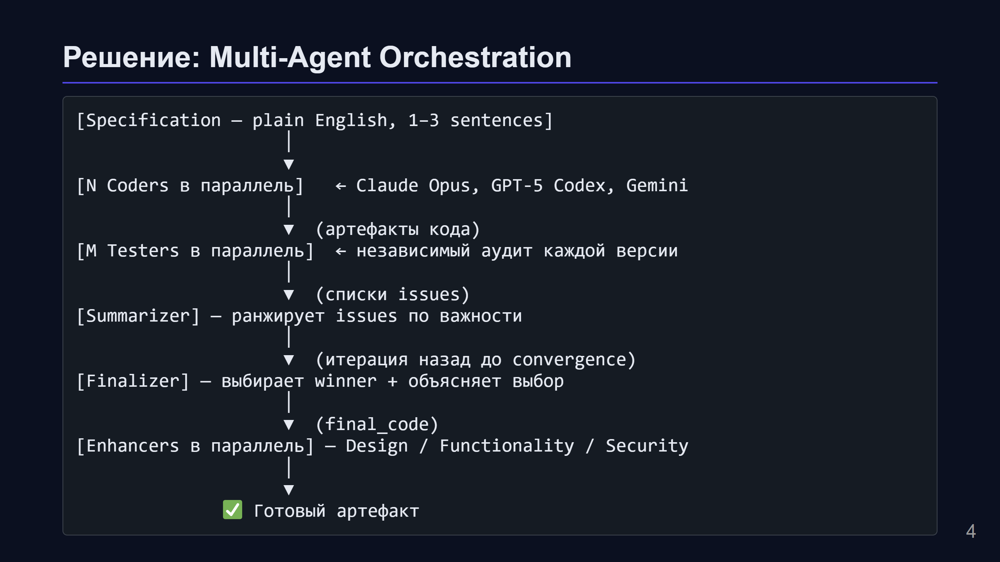 Решение: Multi-Agent Orchestration
[Specification — plain English, 1–3 sentences]
│
▼
[N Coders в параллель] ← Claude Opus, GPT-5 Codex, Gemini
│
▼ (артефакты кода)
[M Testers в параллель] ← независимый аудит каждой версии
│
▼ (списки issues)
[Summarizer] — ранжирует issues по важности
│
▼ (итерация назад до convergence)
[Finalizer] — выбирает winner + объясняет выбор
│
▼ (final_code)
[Enhancers в параллель] — Design / Functionality / Security
│
▼
✅ Готовый артефакт
4